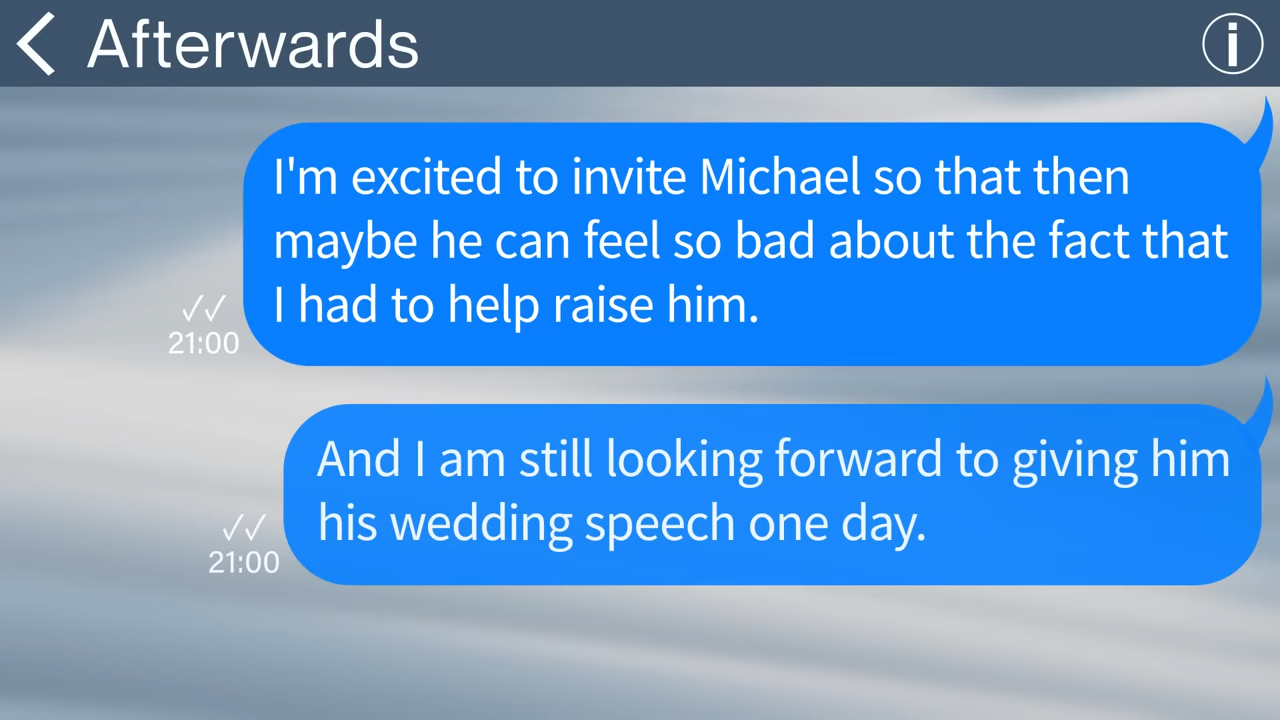 Afterwards
I'm excited to invite Michael so that then
maybe he can feel so bad about the fact that
I had to help raise him.
✓✓
21:00
And I am still looking forward to giving him
his wedding speech one day.
✓✓
21:00